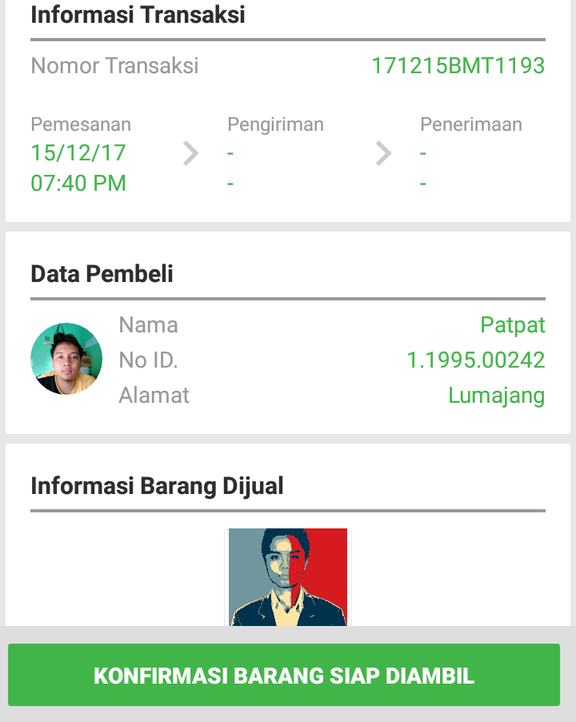 Informasi Transaksi
Nomor Transaksi 171215BMT1193
Pemesanan Pengiriman Penerimaan
15/12/17 - -
07:40 PM - -
Data Pembeli
Nama Patpat
No ID. 1.1995.00242
Alamat Lumajang
Informasi Barang Dijual
KONFIRMASI BARANG SIAP DIAMBIL